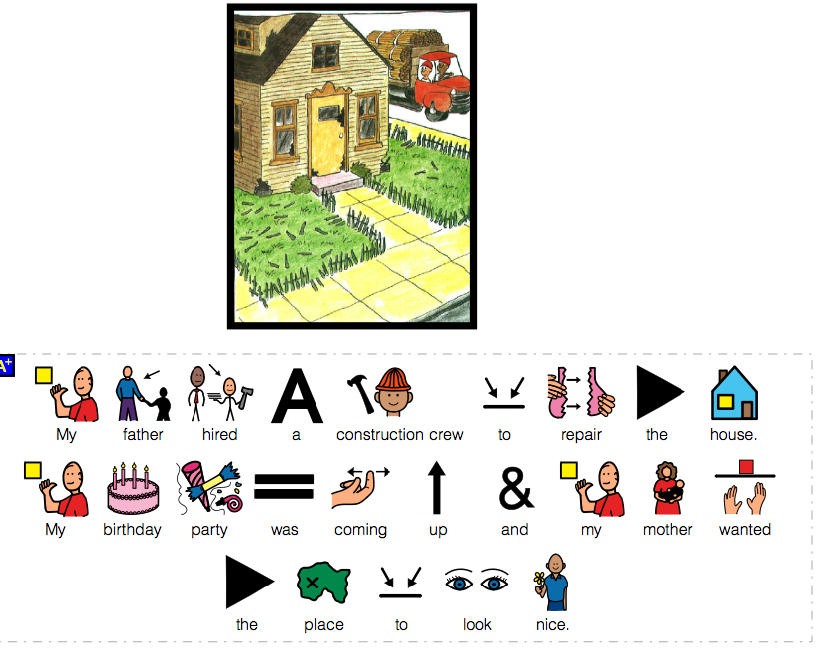 A+
My father hired a construction crew to repair the house.
My birthday party was coming up and my mother wanted
the place to look nice.